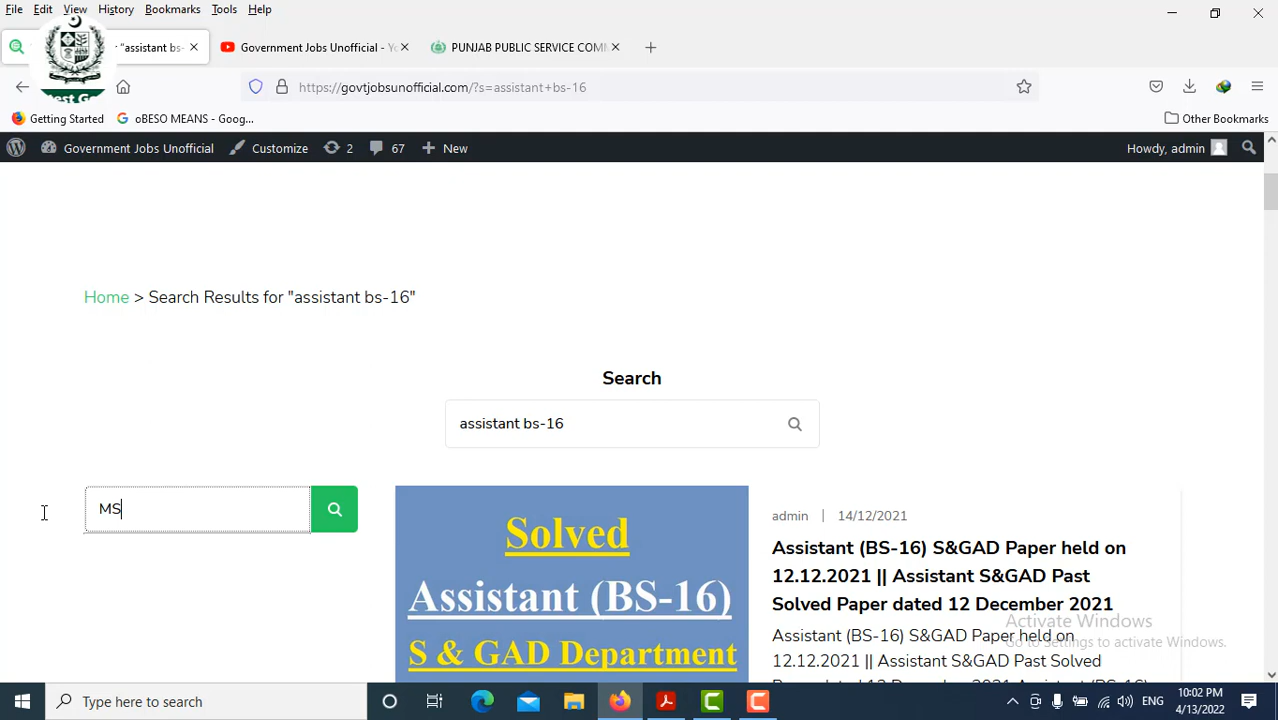 File Edit View History Bookmarks Tools Help
"assistant bs-
Government Jobs Unofficial - Yo
PUNJAB PUBLIC SERVICE COMM
https://govtjobsunofficial.com/?s=assistant+bs-16
Getting Started
oBESO MEANS - Goog...
Other Bookmarks
Government Jobs Unofficial
Customize
2
67
New
Howdy, admin
Home > Search Results for "assistant bs-16"
Search
assistant bs-16
MS
Solved
Assistant (BS-16)
S & GAD Department
admin | 14/12/2021
Assistant (BS-16) S&GAD Paper held on
12.12.2021 || Assistant S&GAD Past
Solved Paper dated 12 December 2021
Assistant (BS-16) S&GAD Paper held on
12.12.2021 || Assistant S&GAD Past Solved
Activate Windows
Go to Settings to activate Windows.
Type here to search
ENG
10:02 PM
4/13/2022